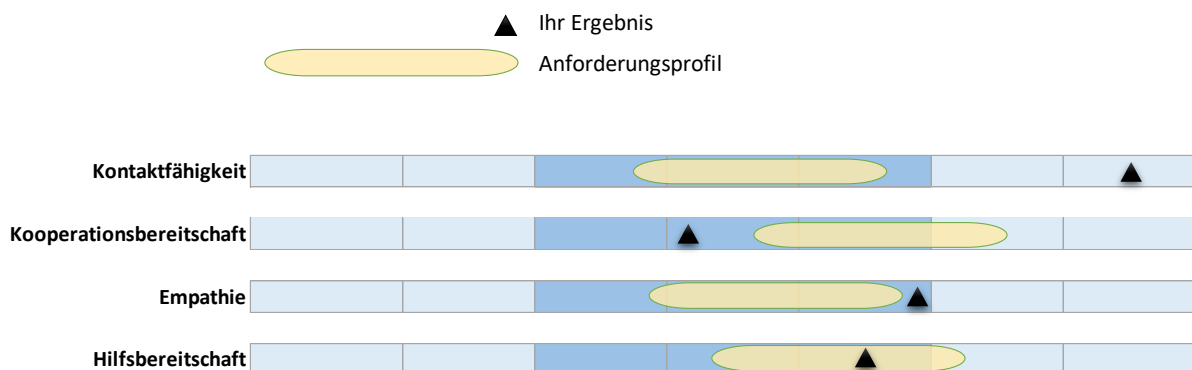 Ihr Ergebnis
Anforderungsprofil
Kontaktfähigkeit
Kooperationsbereitschaft
Empathie
Hilfsbereitschaft